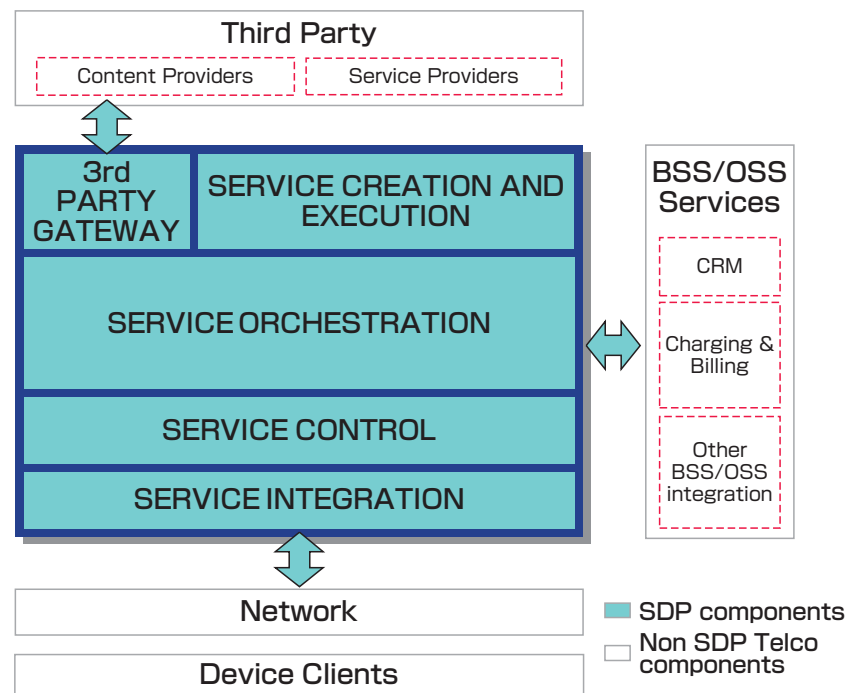 Third Party
Content Providers
Service Providers
3rd
PARTY
GATEWAY
SERVICE CREATION AND
EXECUTION
SERVICE ORCHESTRATION
SERVICE CONTROL
SERVICE INTEGRATION
BSS/OSS
Services
CRM
Charging &
Billing
Other
BSS/OSS
integration
Network
Device Clients
SDP components
Non SDP Telco
components